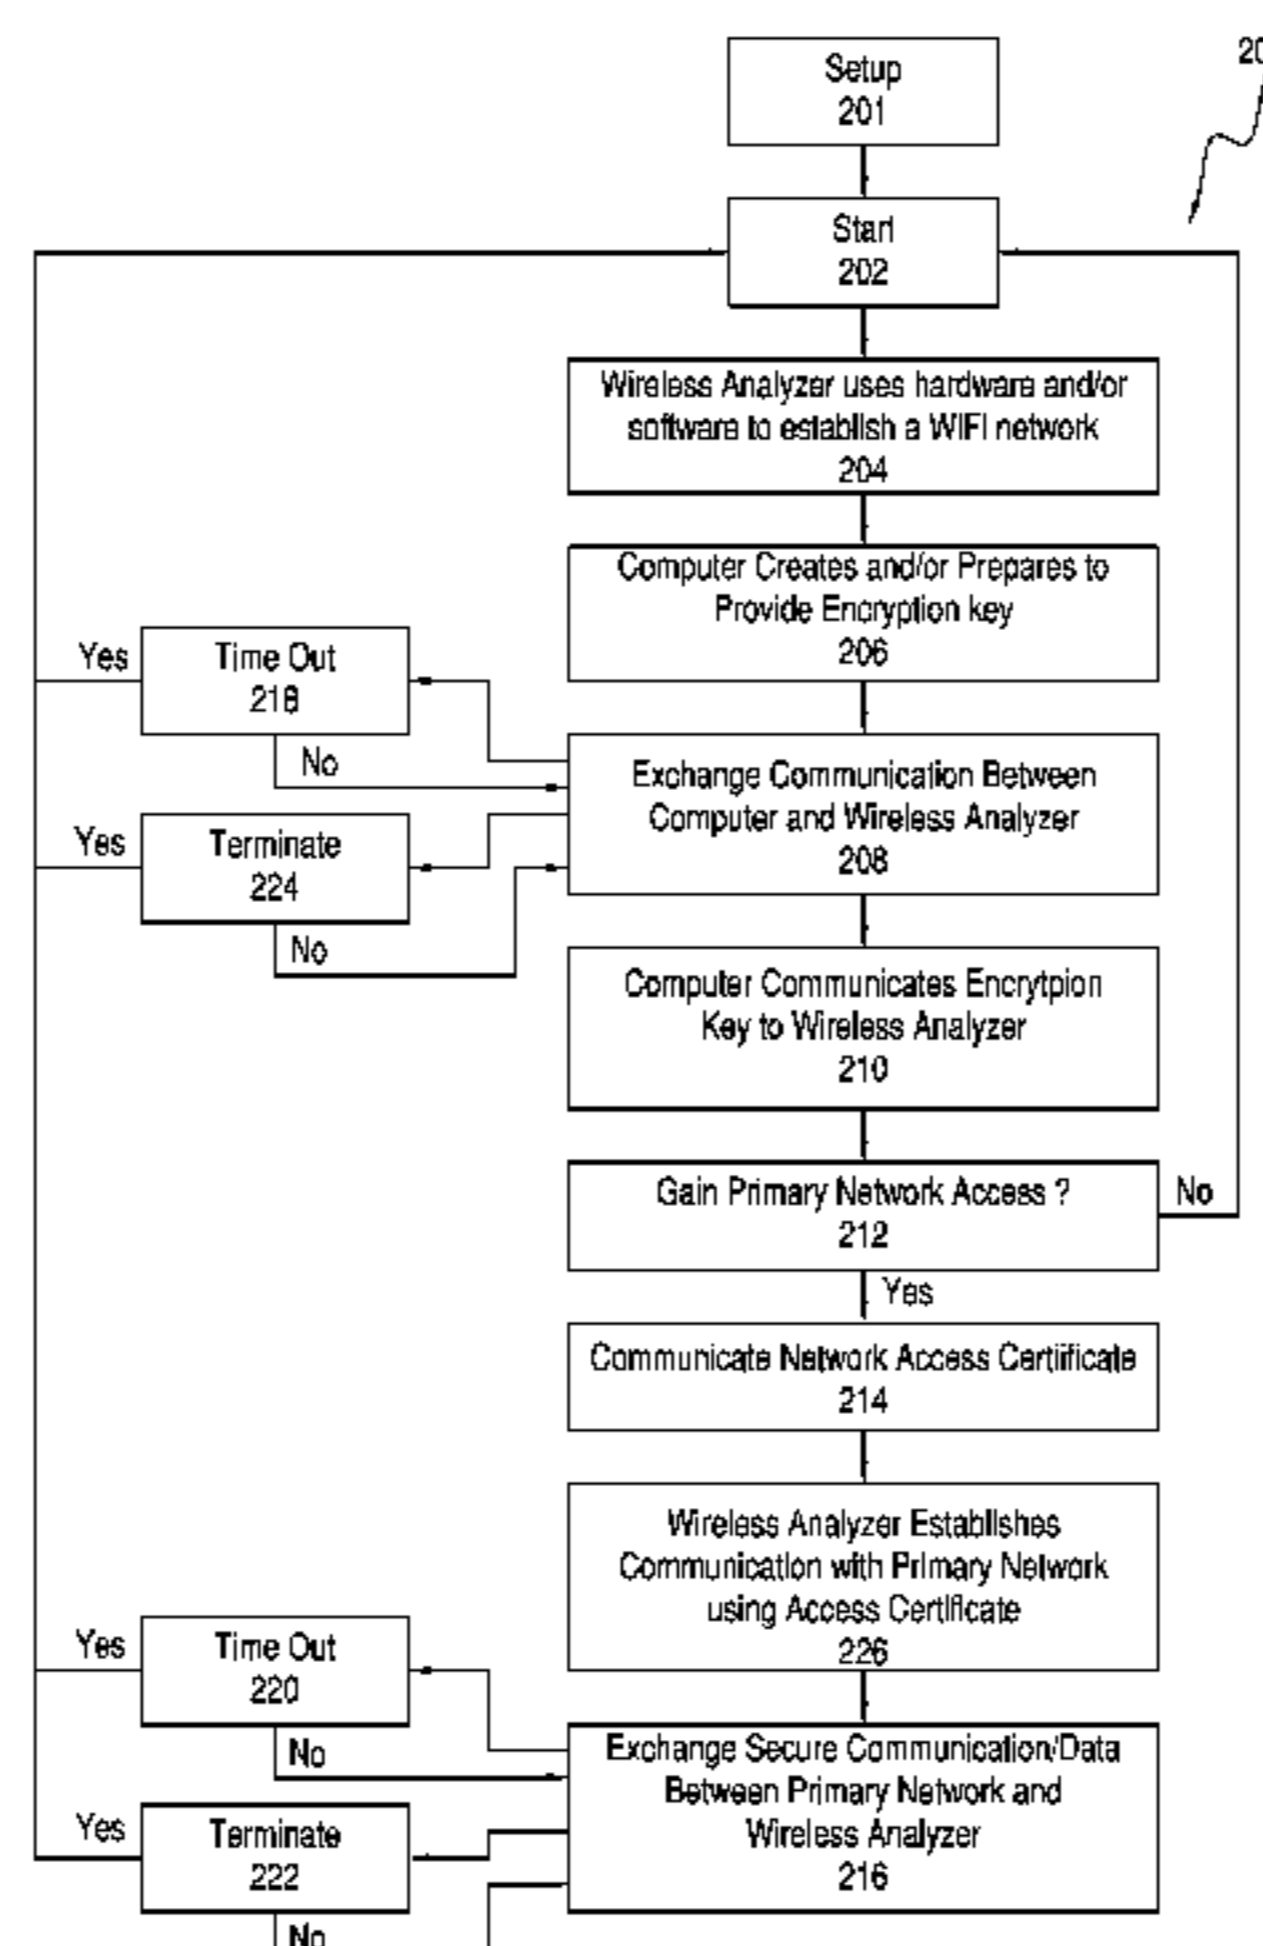 Setup
201
Start
202
Wireless Analyzer uses hardware and/or
software to establish a WIFI network
204
Computer Creates and/or Prepares to
Provide Encryption key
206
Yes
Time Out
218
No
Exchange Communication Between
Computer and Wireless Analyzer
208
Yes
Terminate
224
No
Computer Communicates Encrytpion
Key to Wireless Analyzer
210
Gain Primary Network Access ?
212
No
Yes
Communicate Network Access Certiificate
214
Wireless Analyzer Establishes
Communication with Primary Network
using Access Certificate
226
Yes
Time Out
220
No
Exchange Secure Communication/Data
Between Primary Network and
Wireless Analyzer
216
Yes
Terminate
222
No